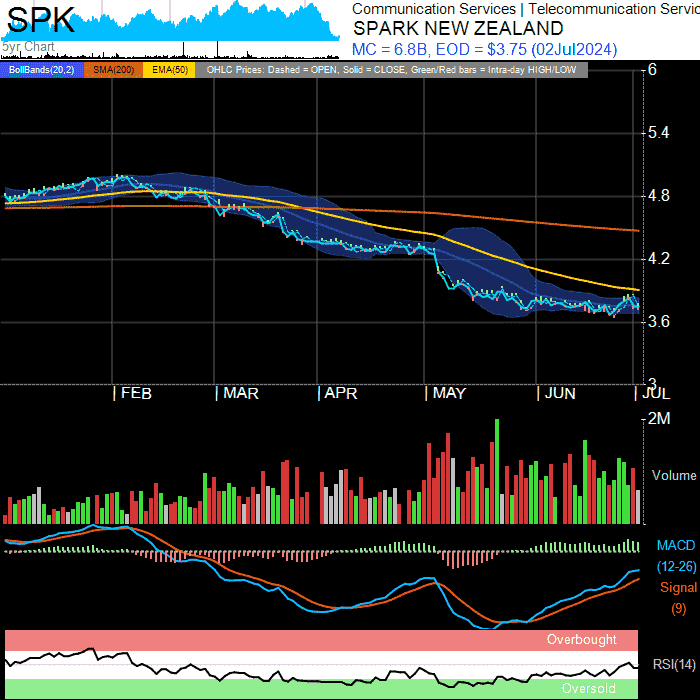 SPK
5yr Chart
Communication Services | Telecommunication Servic
SPARK NEW ZEALAND
MC = 6.8B, EOD = $3.75 (02Jul2024)
BollBands(20,2) SMA(200) EMA(50) OHLC Prices: Dashed = OPEN, Solid = CLOSE, Green/Red bars = Intra-day HIGH/LOW
6
5.4
4.8
4.2
3.6
3
FEB MAR APR MAY JUN JUL
2M
Volume
MACD
(12-26)
Signal
(9)
Overbought
RSI(14)
Oversold